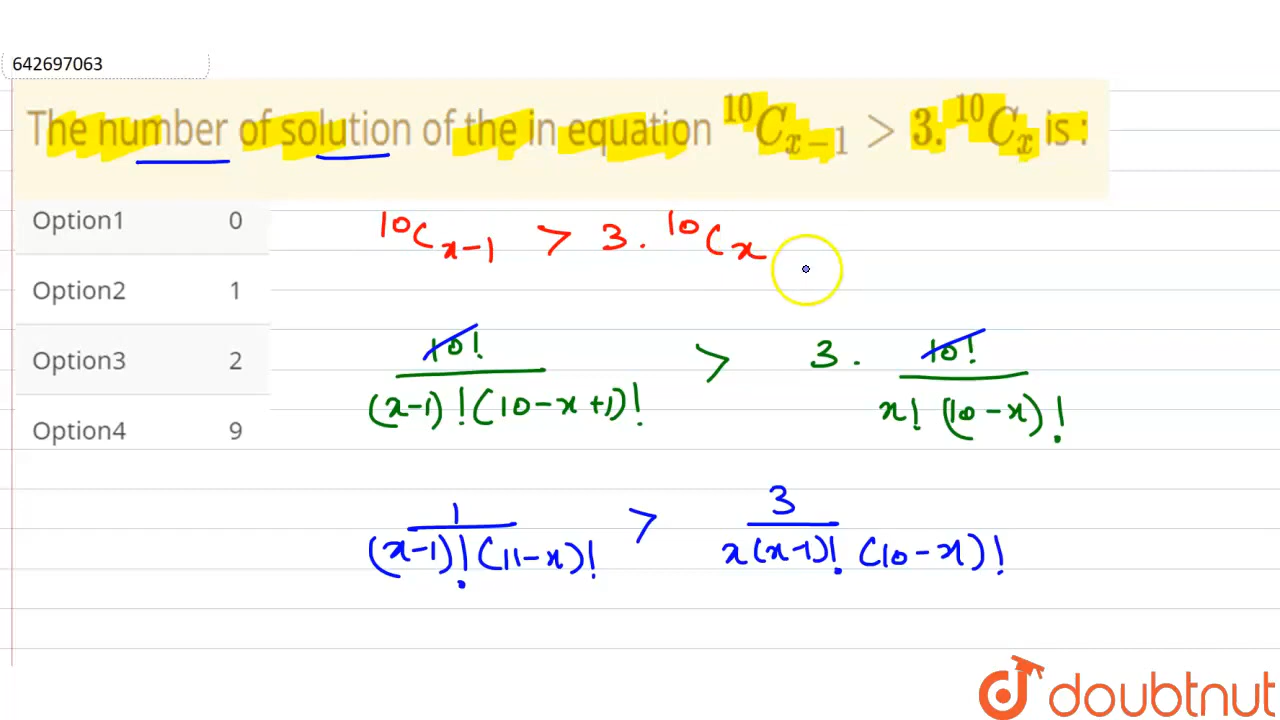 642697063
The number of solution of the in equation ¹⁰Cₓ₋₁ > 3. ¹⁰Cₓ is :
Option1 0
¹⁰Cₓ₋₁ > 3 . ¹⁰Cₓ
Option2 1
Option3 2
10! / (x-1)!(10-x+1)! > 3 . 10! / x!(10-x)!
Option4 9
1 / (x-1)!(11-x)! > 3 / x(x-1)!(10-x)!
doubtnut